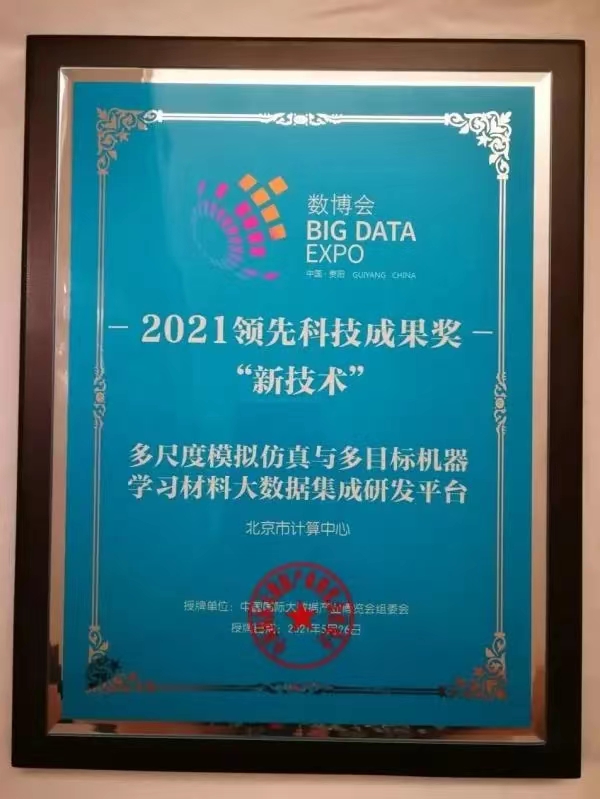 数博会
BIG DATA
EXPO
中国·贵阳 GUIYANG CHINA
2021领先科技成果奖
“新技术”
多尺度模拟仿真与多目标机器
学习材料大数据集成研发平台
北京市计算中心
授牌单位：中国国际大数据产业博览会组委会
授牌日期：2021年5月26日